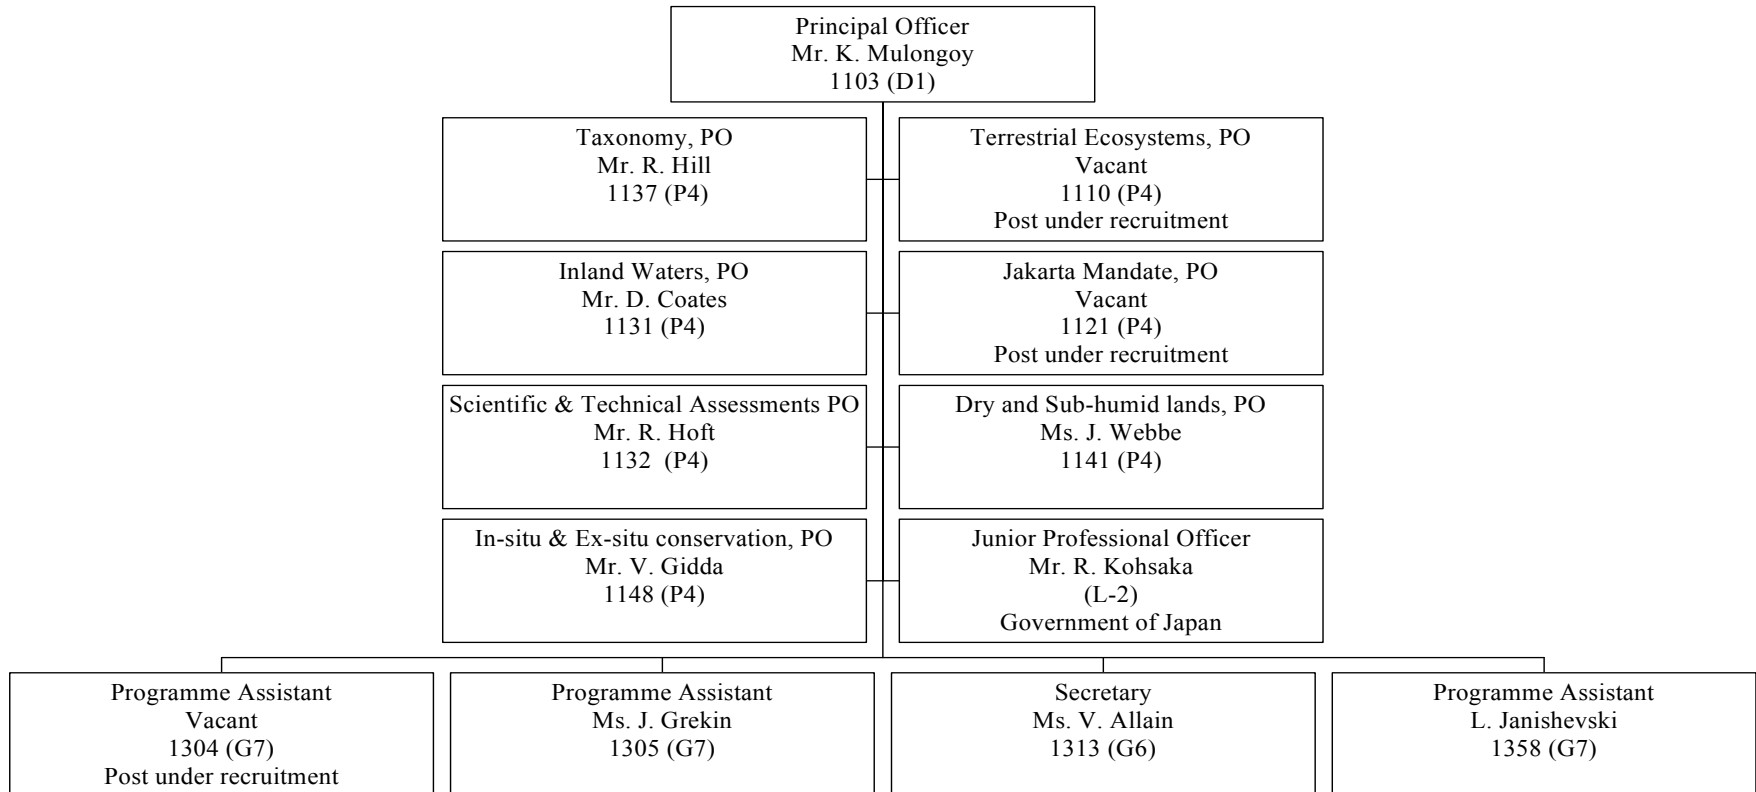 Principal Officer
Mr. K. Mulongoy
1103 (D1)
Taxonomy, PO
Mr. R. Hill
1137 (P4)
Terrestrial Ecosystems, PO
Vacant
1110 (P4)
Post under recruitment
Inland Waters, PO
Mr. D. Coates
1131 (P4)
Jakarta Mandate, PO
Vacant
1121 (P4)
Post under recruitment
Scientific & Technical Assessments PO
Mr. R. Hoft
1132  (P4)
Dry and Sub-humid lands, PO
Ms. J. Webbe
1141 (P4)
In-situ & Ex-situ conservation, PO
Mr. V. Gidda
1148 (P4)
Junior Professional Officer
Mr. R. Kohsaka
(L-2)
Government of Japan
Programme Assistant
Vacant
1304 (G7)
Post under recruitment
Programme Assistant
Ms. J. Grekin
1305 (G7)
Secretary
Ms. V. Allain
1313 (G6)
Programme Assistant
L. Janishevski
1358 (G7)